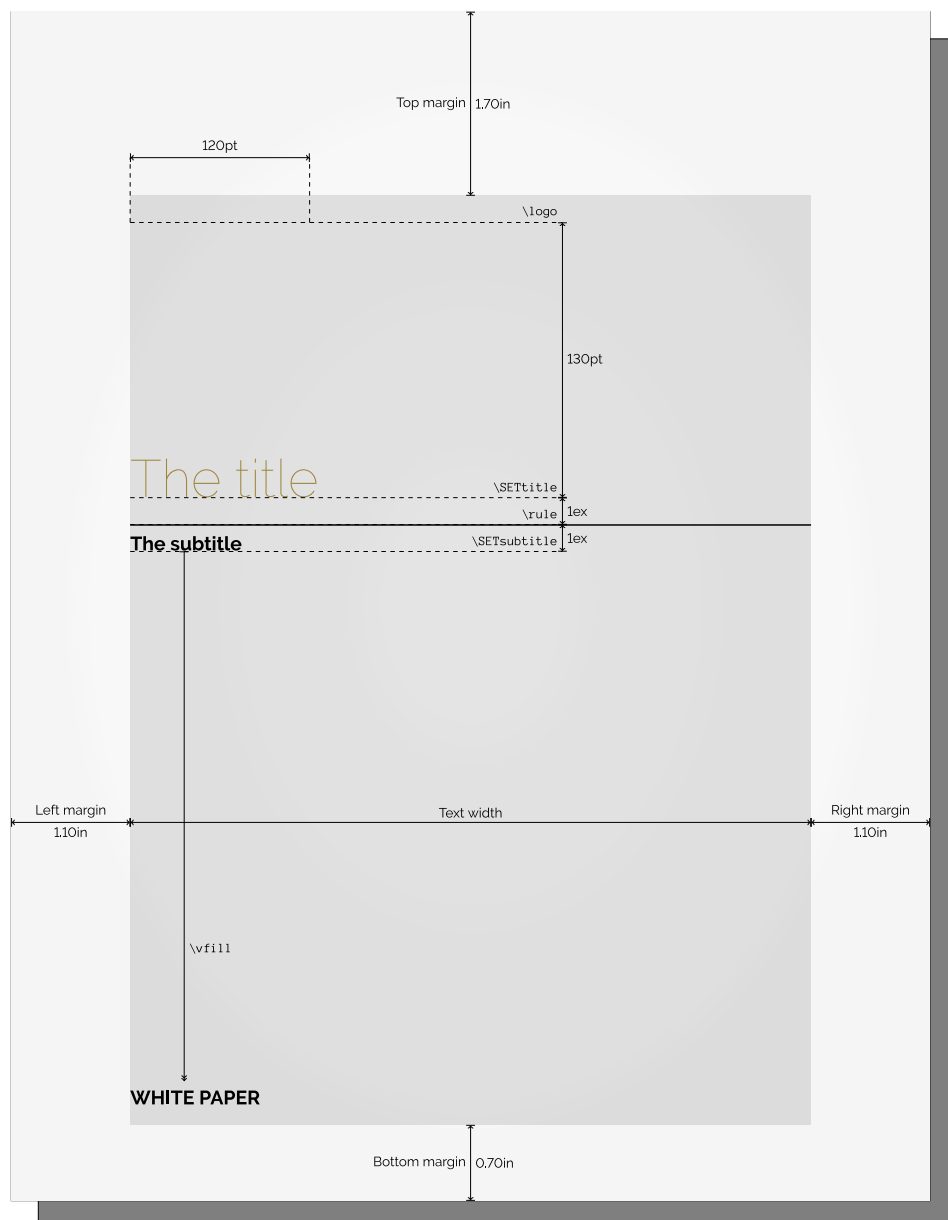 Top margin 1.70in
120pt
\logo
130pt
The title
\SETtitle
\rule 1ex
The subtitle
\SETsubtitle 1ex
Left margin
1.10in
Text width
Right margin
1.10in
\vfill
WHITE PAPER
Bottom margin 0.70in